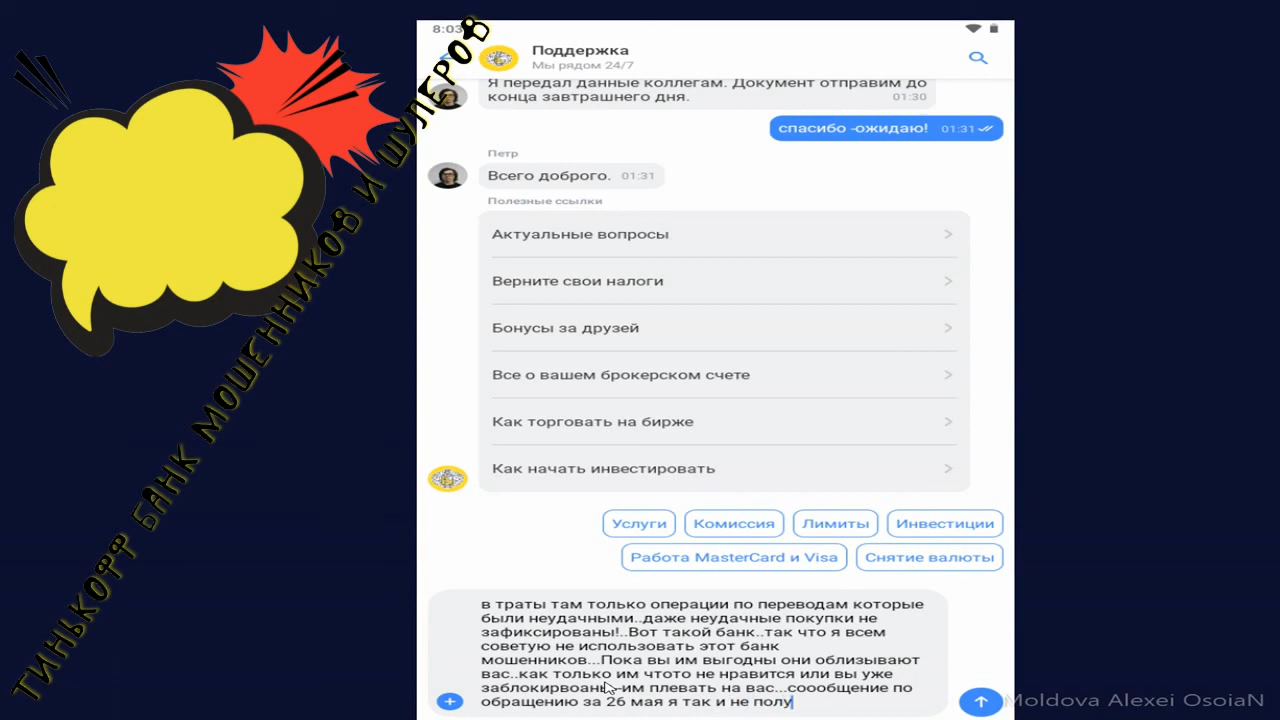 8:03
Поддержка
Мы рядом 24/7
Я передал данные коллегам. Документ отправим до
конца завтрашнего дня.
01:30
спасибо -ожидаю! 01:31
Петр
Всего доброго. 01:31
Полезные ссылки
Актуальные вопросы
Верните свои налоги
Бонусы за друзей
Все о вашем брокерском счете
Как торговать на бирже
Как начать инвестировать
Услуги Комиссия Лимиты Инвестиции
Работа MasterCard и Visa Снятие валюты
в траты там только операции по переводам которые
были неудачными..даже неудачные покупки не
зафиксированы!..Вот такой банк..так что я всем
советую не использовать этот банк
мошенников...Пока вы им выгодны они облизывают
вас..как только им чтото не нравится или вы уже
заблокирвоаны-им плевать на вас...соообщение по
обращению за 26 мая я так и не полу
ТИНЬКОФФ БАНК МОШЕННИКОВ И ШУЛЕРОВ
Moldova Alexei OsoiaN